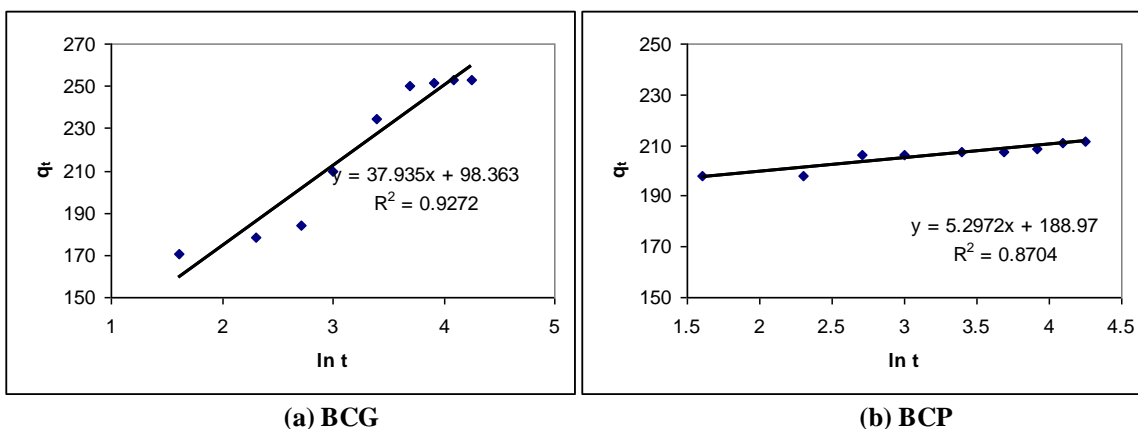 270
250
230
210
190
170
150
qₜ
y = 37.935x + 98.363
R² = 0.9272
1 2 3 4 5
ln t
(a) BCG
250
230
210
190
170
150
qₜ
y = 5.2972x + 188.97
R² = 0.8704
1.5 2 2.5 3 3.5 4 4.5
ln t
(b) BCP